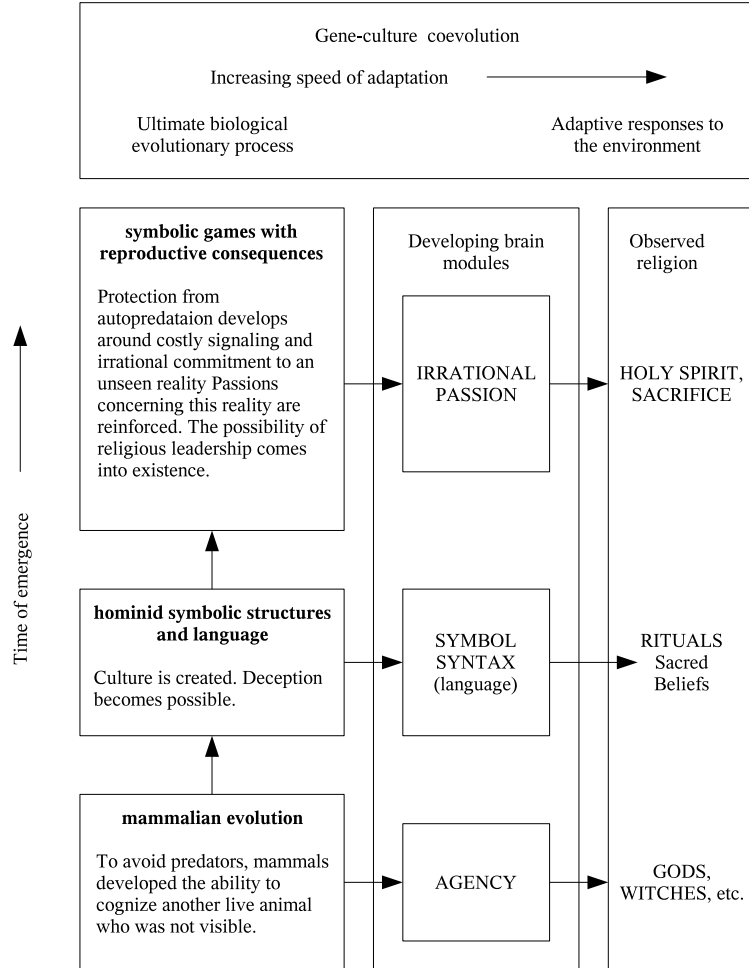 Gene-culture coevolution
Increasing speed of adaptation
Ultimate biological
evolutionary process
Adaptive responses to
the environment
Time of emergence
symbolic games with
reproductive consequences
Protection from
autopredataion develops
around costly signaling and
irrational commitment to an
unseen reality Passions
concerning this reality are
reinforced. The possibility of
religious leadership comes
into existence.
Developing brain
modules
Observed
religion
IRRATIONAL
PASSION
HOLY SPIRIT,
SACRIFICE
hominid symbolic structures
and language
Culture is created. Deception
becomes possible.
SYMBOL
SYNTAX
(language)
RITUALS
Sacred
Beliefs
mammalian evolution
To avoid predators, mammals
developed the ability to
cognize another live animal
who was not visible.
AGENCY
GODS,
WITCHES, etc.